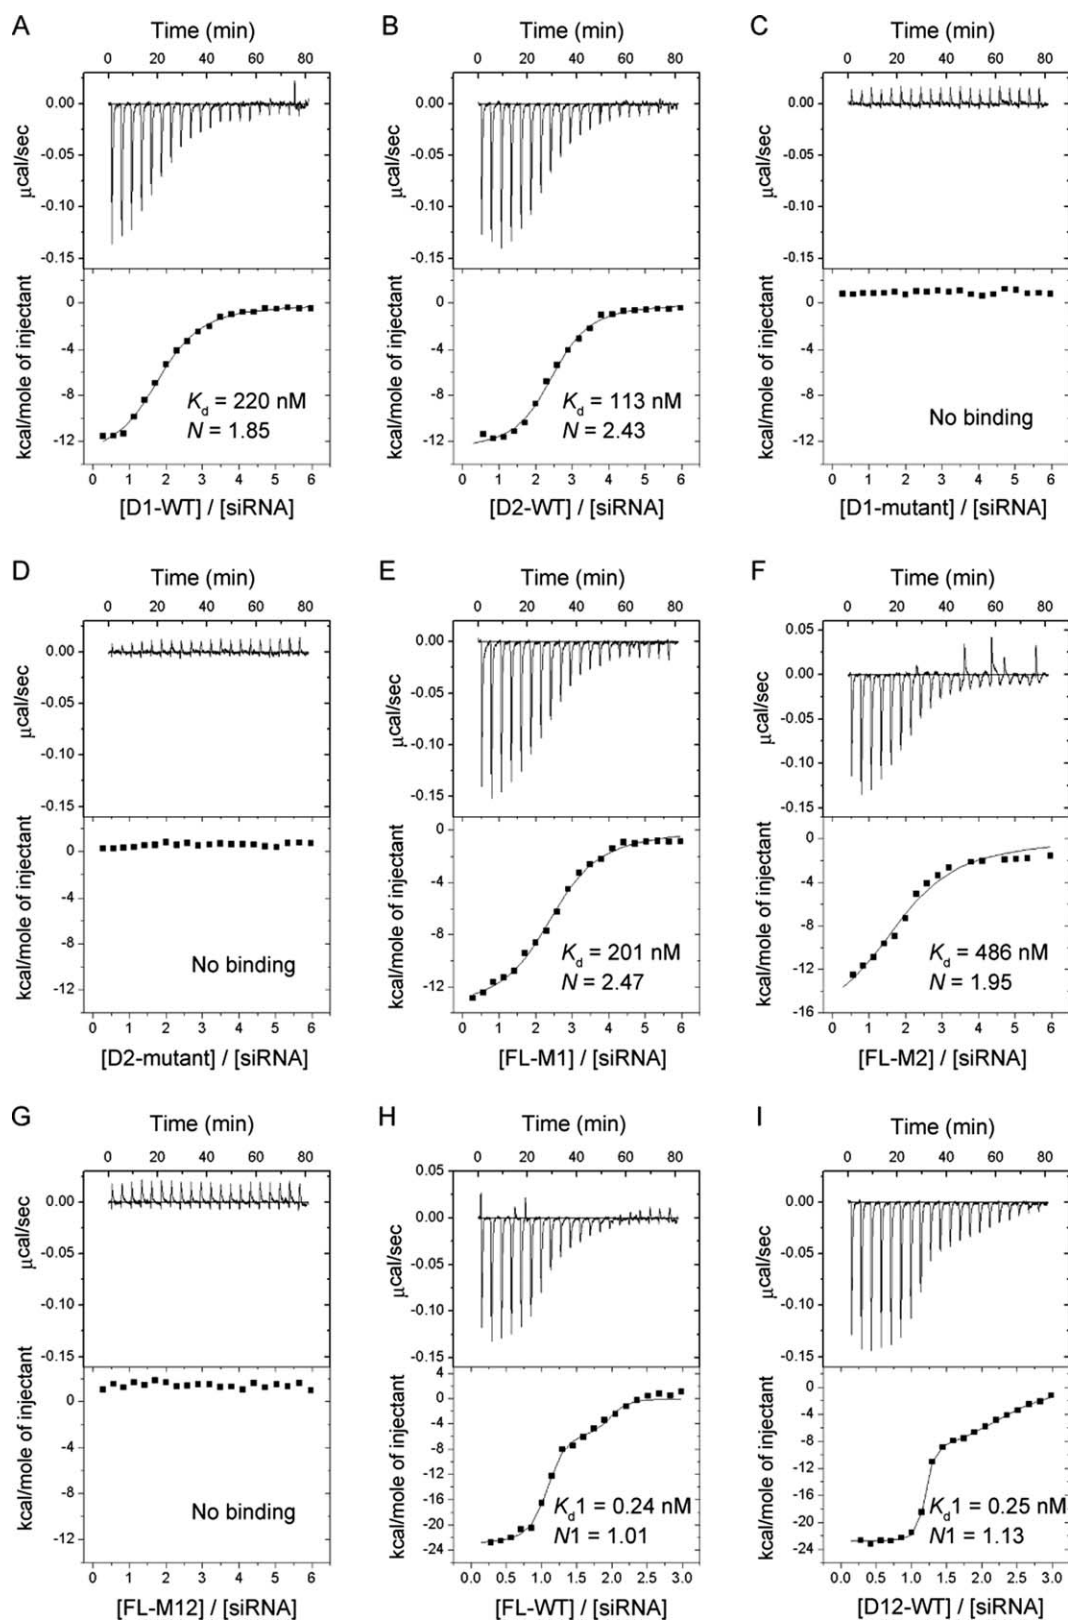 A
Time (min)
0 20 40 60 80
0.00
-0.05
-0.10
-0.15
μcal/sec
0
-4
-8
-12
kcal/mole of injectant
Kd = 220 nM
N = 1.85
0 1 2 3 4 5 6
[D1-WT] / [siRNA]
B
Time (min)
0 20 40 60 80
0.00
-0.05
-0.10
-0.15
μcal/sec
0
-4
-8
-12
kcal/mole of injectant
Kd = 113 nM
N = 2.43
0 1 2 3 4 5 6
[D2-WT] / [siRNA]
C
Time (min)
0 20 40 60 80
0.00
-0.05
-0.10
-0.15
μcal/sec
0
-4
-8
-12
kcal/mole of injectant
No binding
0 1 2 3 4 5 6
[D1-mutant] / [siRNA]
D
Time (min)
0 20 40 60 80
0.00
-0.05
-0.10
-0.15
μcal/sec
0
-4
-8
-12
kcal/mole of injectant
No binding
0 1 2 3 4 5 6
[D2-mutant] / [siRNA]
E
Time (min)
0 20 40 60 80
0.00
-0.05
-0.10
-0.15
μcal/sec
0
-4
-8
-12
kcal/mole of injectant
Kd = 201 nM
N = 2.47
0 1 2 3 4 5 6
[FL-M1] / [siRNA]
F
Time (min)
0 20 40 60 80
0.05
0.00
-0.05
-0.10
-0.15
μcal/sec
0
-4
-8
-12
-16
kcal/mole of injectant
Kd = 486 nM
N = 1.95
0 1 2 3 4 5 6
[FL-M2] / [siRNA]
G
Time (min)
0 20 40 60 80
0.00
-0.05
-0.10
-0.15
μcal/sec
0
-4
-8
-12
kcal/mole of injectant
No binding
0 1 2 3 4 5 6
[FL-M12] / [siRNA]
H
Time (min)
0 20 40 60 80
0.05
0.00
-0.05
-0.10
-0.15
μcal/sec
4
0
-4
-8
-12
-16
-20
-24
kcal/mole of injectant
Kd1 = 0.24 nM
N1 = 1.01
0.0 0.5 1.0 1.5 2.0 2.5 3.0
[FL-WT] / [siRNA]
I
Time (min)
0 20 40 60 80
0.00
-0.05
-0.10
-0.15
μcal/sec
0
-4
-8
-12
-16
-20
-24
kcal/mole of injectant
Kd1 = 0.25 nM
N1 = 1.13
0.0 0.5 1.0 1.5 2.0 2.5 3.0
[D12-WT] / [siRNA]